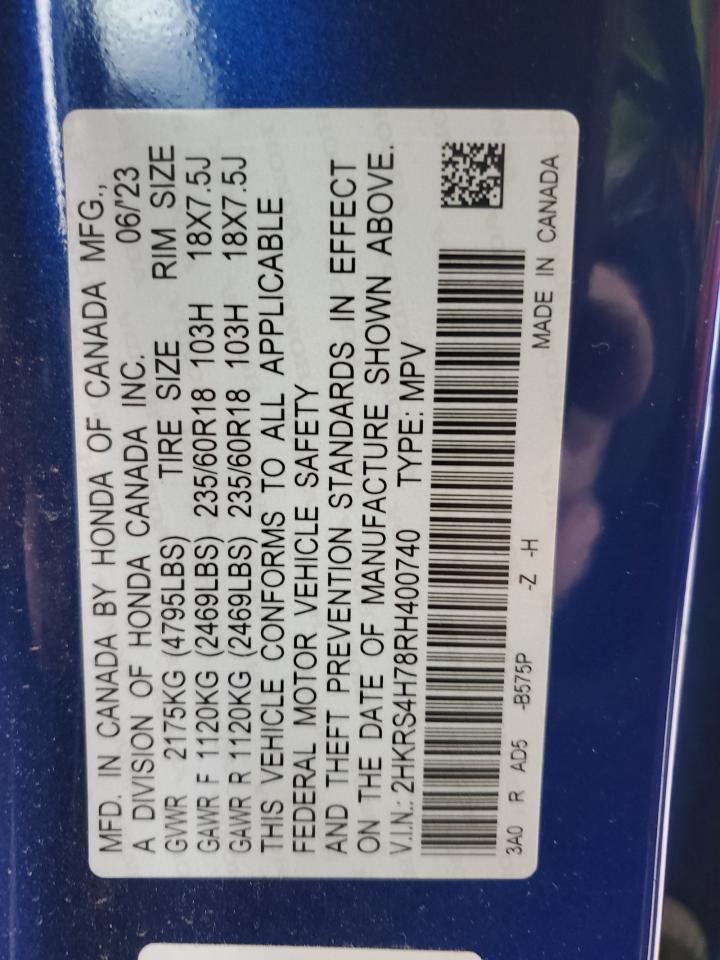 MFD. IN CANADA BY HONDA OF CANADA MFG.,
A DIVISION OF HONDA CANADA INC. 06/'23
GVWR 2175KG (4795LBS) TIRE SIZE RIM SIZE
GAWR F 1120KG (2469LBS) 235/60R18 103H 18X7.5J
GAWR R 1120KG (2469LBS) 235/60R18 103H 18X7.5J
THIS VEHICLE CONFORMS TO ALL APPLICABLE
FEDERAL MOTOR VEHICLE SAFETY
AND THEFT PREVENTION STANDARDS IN EFFECT
ON THE DATE OF MANUFACTURE SHOWN ABOVE.
V.I.N.: 2HKRS4H78RH400740 TYPE: MPV
3A0 R AD5 -B575P -Z -H
MADE IN CANADA